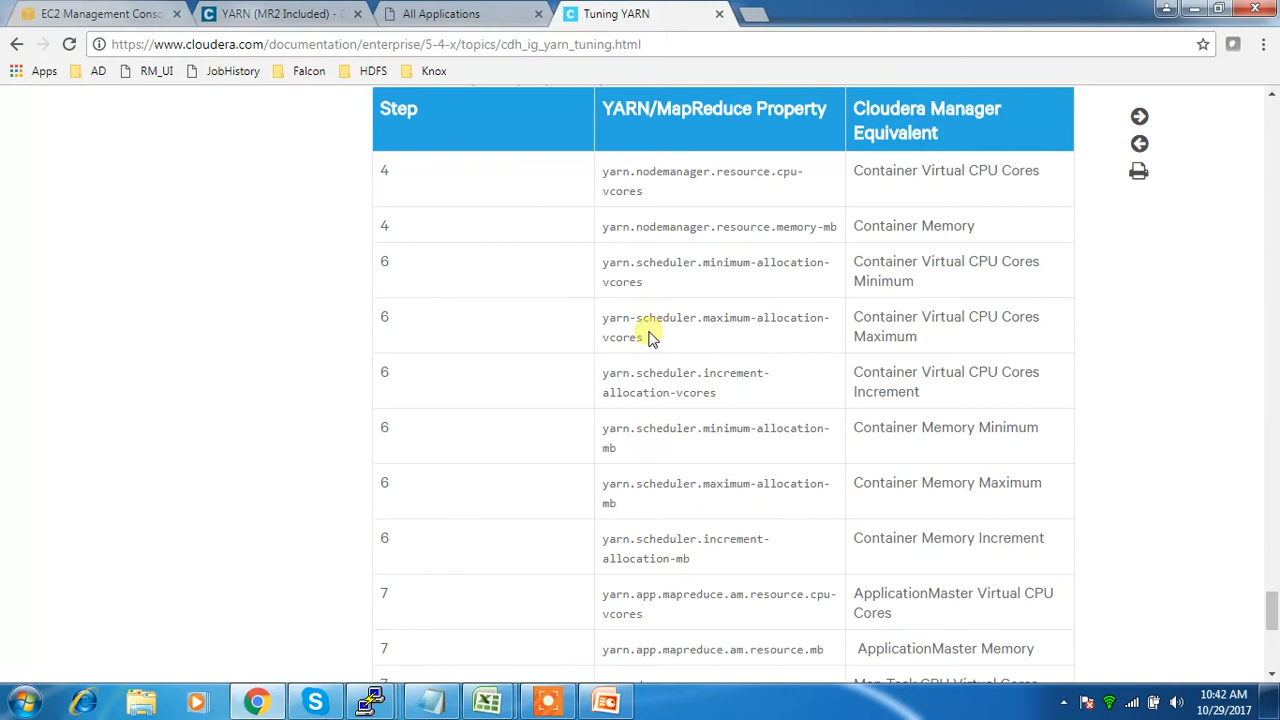 EC2 Management Consc
YARN (MR2 Included) - C
All Applications
Tuning YARN
https://www.cloudera.com/documentation/enterprise/5-4-x/topics/cdh_ig_yarn_tuning.html
Apps
AD
RM_UI
JobHistory
Falcon
HDFS
Knox
Step
YARN/MapReduce Property
Cloudera Manager
Equivalent
4
yarn.nodemanager.resource.cpu-
vcores
Container Virtual CPU Cores
4
yarn.nodemanager.resource.memory-mb
Container Memory
6
yarn.scheduler.minimum-allocation-
vcores
Container Virtual CPU Cores
Minimum
6
yarn-scheduler.maximum-allocation-
vcores
Container Virtual CPU Cores
Maximum
6
yarn.scheduler.increment-
allocation-vcores
Container Virtual CPU Cores
Increment
6
yarn.scheduler.minimum-allocation-
mb
Container Memory Minimum
6
yarn.scheduler.maximum-allocation-
mb
Container Memory Maximum
6
yarn.scheduler.increment-
allocation-mb
Container Memory Increment
7
yarn.app.mapreduce.am.resource.cpu-
vcores
ApplicationMaster Virtual CPU
Cores
7
yarn.app.mapreduce.am.resource.mb
ApplicationMaster Memory
Map Task CPU Virtual Cores
10:42 AM
10/29/2017